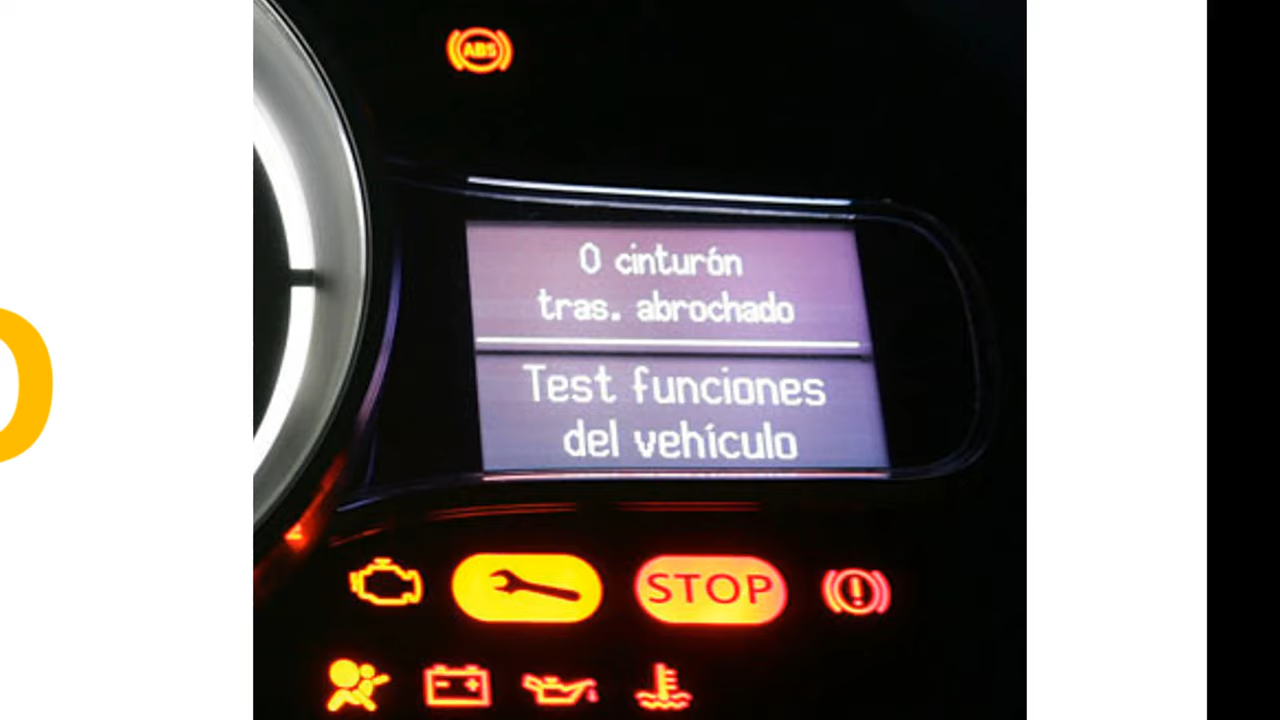 ABS
0 cinturón
tras. abrochado
Test funciones
del vehículo
STOP